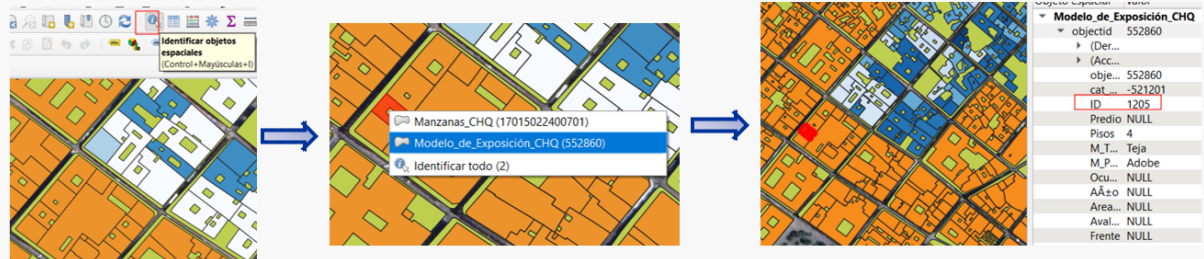 Identificar objetos
espaciales
(Control+Mayúsculas+I)
Manzanas_CHQ (17015022400701)
Modelo_de_Exposición_CHQ (552860)
Identificar todo (2)
Objeto espacial Valor
Modelo_de_Exposición_CHQ
objectid 552860
(Der...
(Acc...
obje... 552860
cat_... -521201
ID 1205
Predio NULL
Pisos 4
M_T... Teja
M_P... Adobe
Ocu... NULL
AÃ±o NULL
Area... NULL
Aval... NULL
Frente NULL